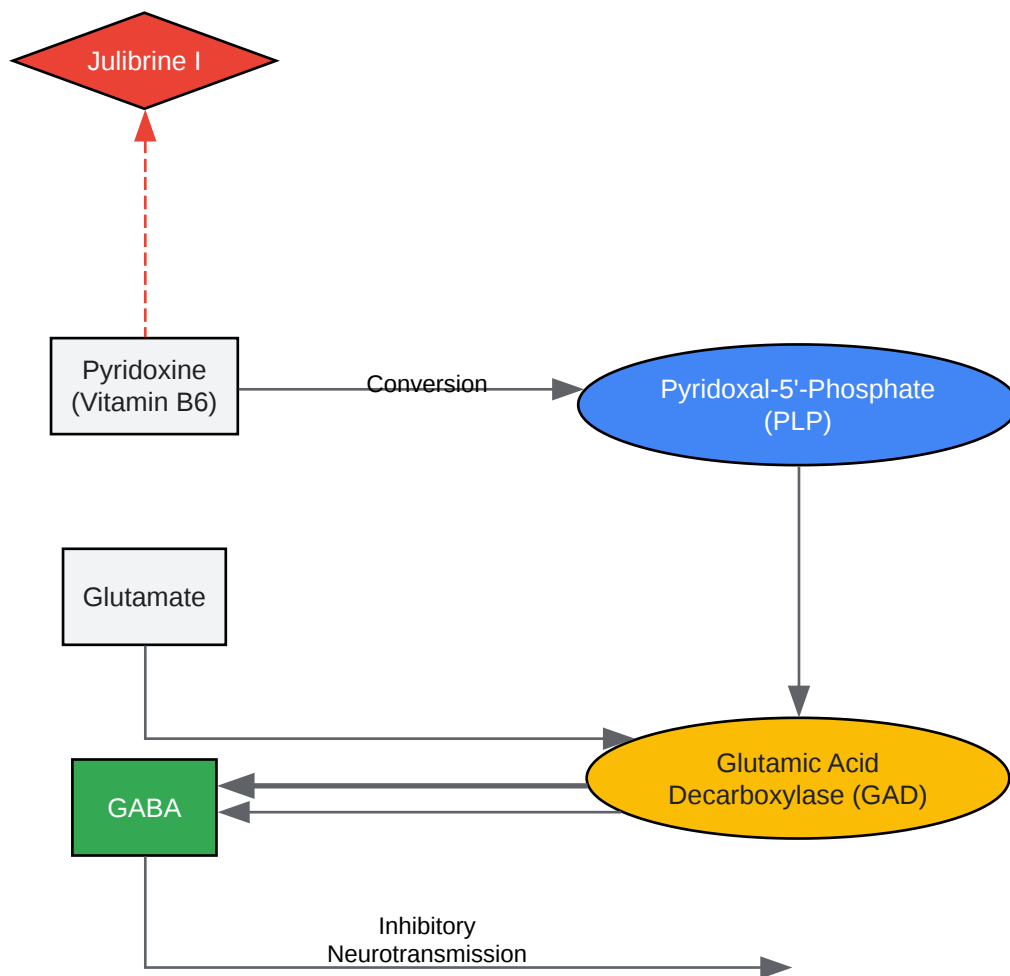 Julibrine I
Pyridoxine
(Vitamin B6)
Conversion
Pyridoxal-5'-Phosphate
(PLP)
Glutamate
Glutamic Acid
Decarboxylase (GAD)
GABA
Inhibitory
Neurotransmission